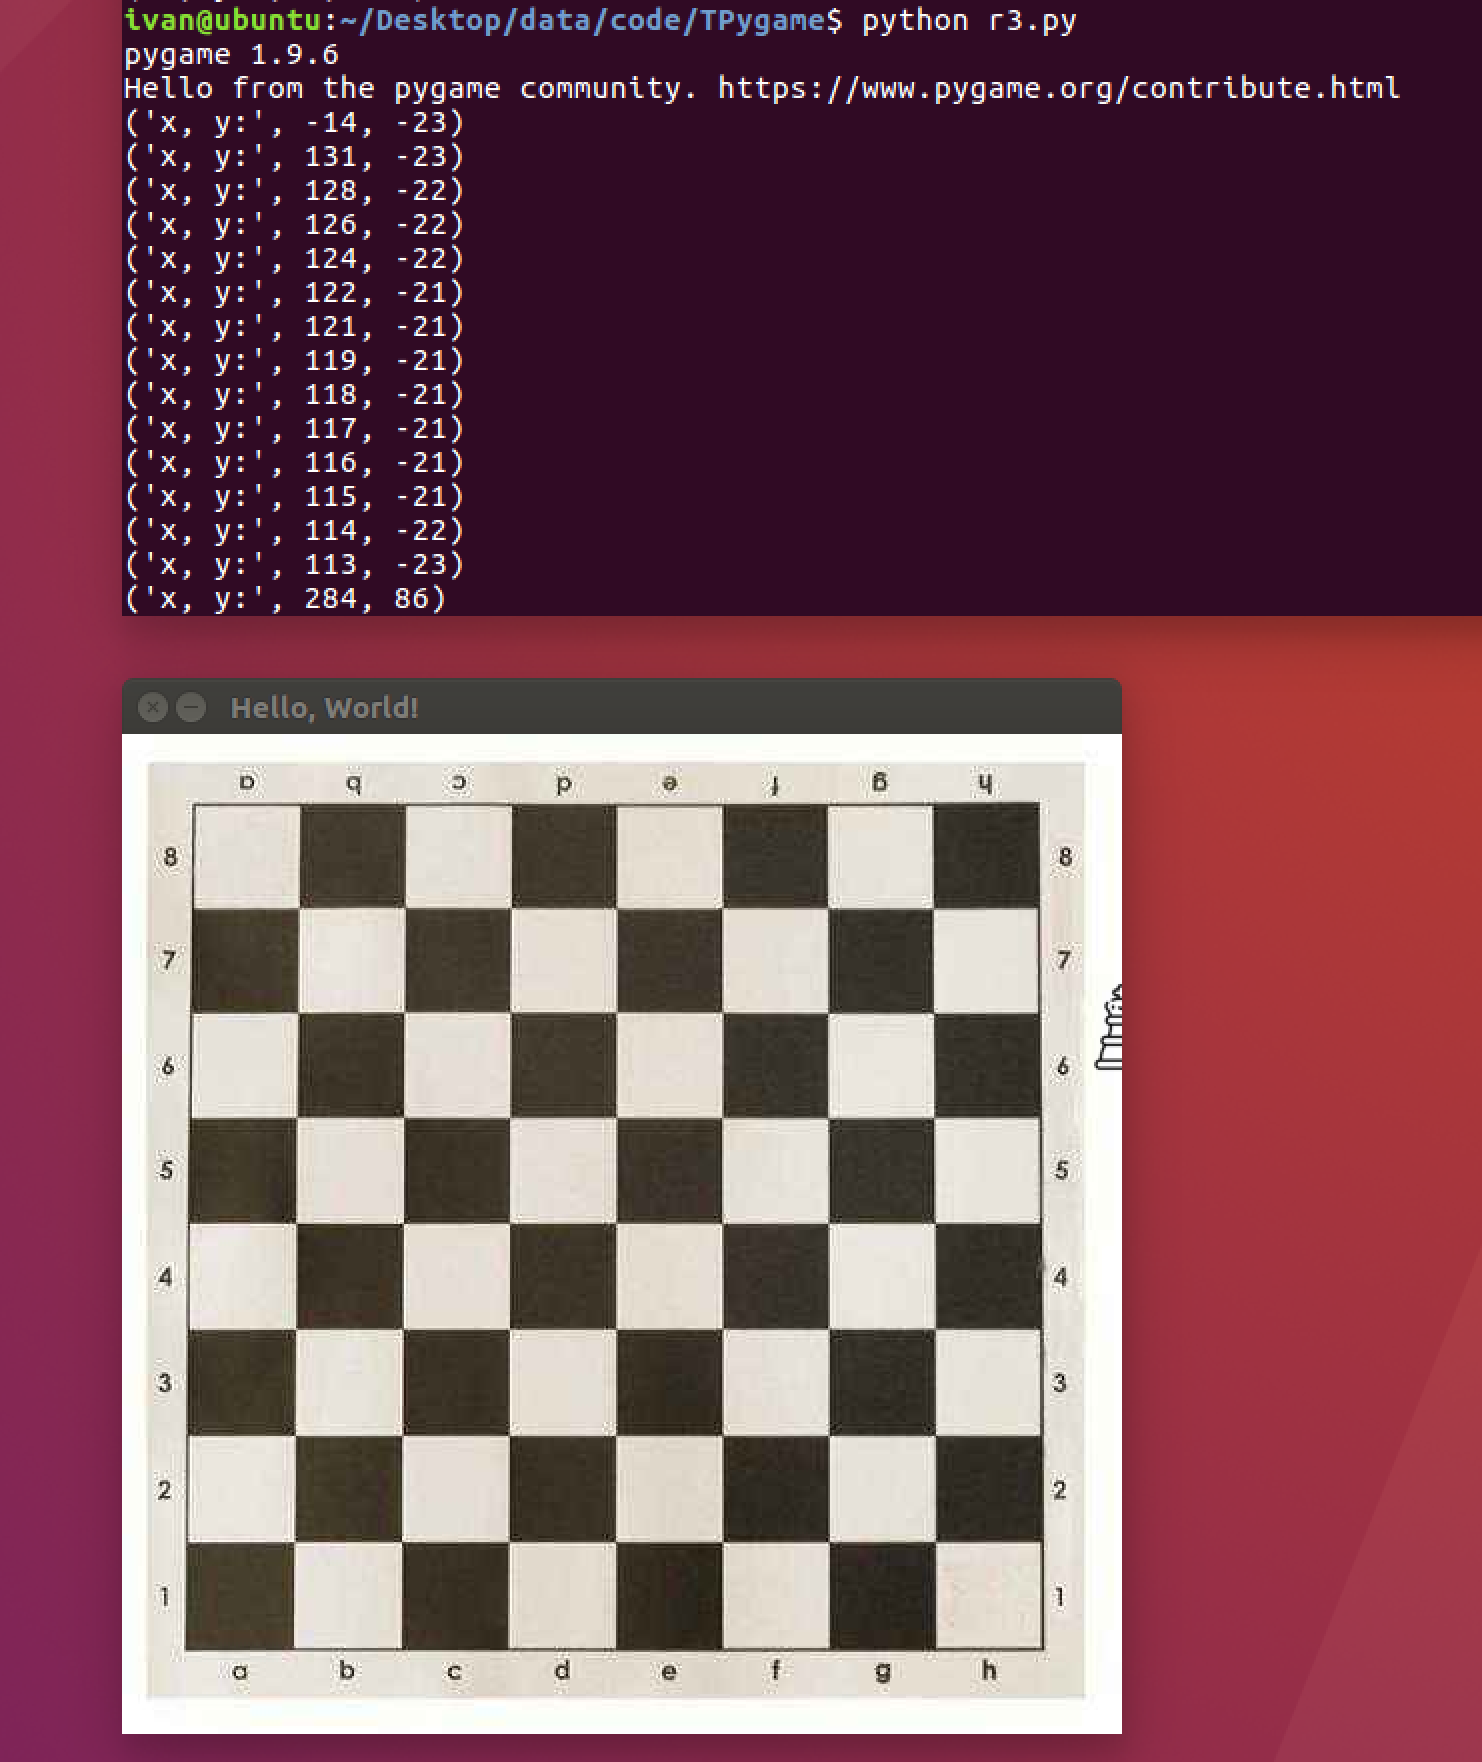 ivan@ubuntu:~/Desktop/data/code/TPygame$ python r3.py
pygame 1.9.6
Hello from the pygame community. https://www.pygame.org/contribute.html
('x, y:', -14, -23)
('x, y:', 131, -23)
('x, y:', 128, -22)
('x, y:', 126, -22)
('x, y:', 124, -22)
('x, y:', 122, -21)
('x, y:', 121, -21)
('x, y:', 119, -21)
('x, y:', 118, -21)
('x, y:', 117, -21)
('x, y:', 116, -21)
('x, y:', 115, -21)
('x, y:', 114, -22)
('x, y:', 113, -23)
('x, y:', 284, 86)
Hello, World!
a b c d e f g h
8 8
7 7
6 6
5 5
4 4
3 3
2 2
1 1
a b c d e f g h